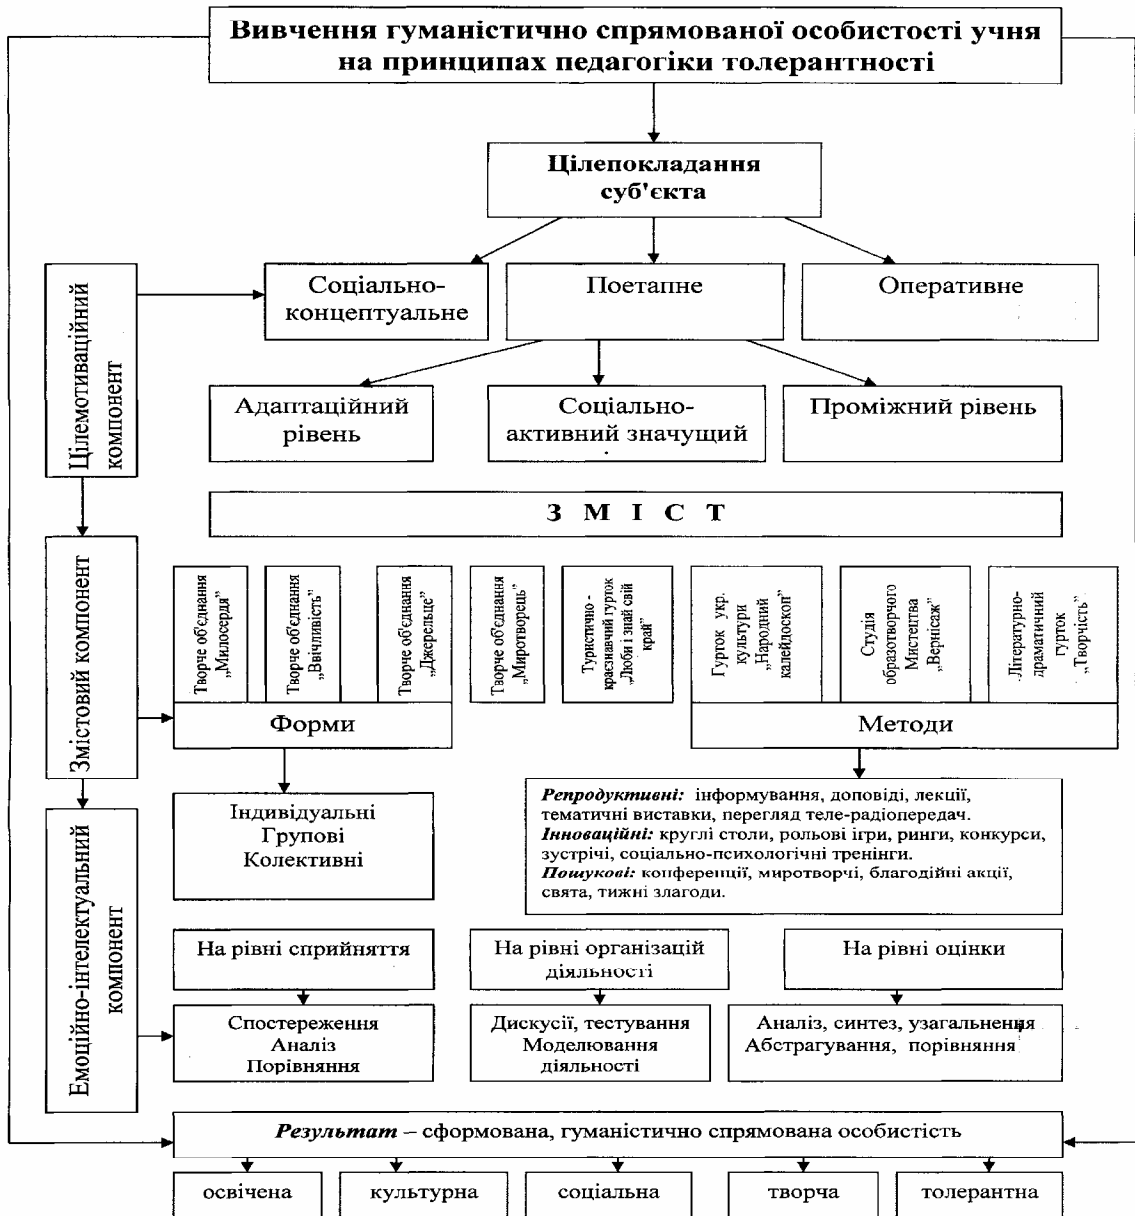 Вивчення гуманістично спрямованої особистості учня
на принципах педагогіки толерантності
Цілепокладання
суб'єкта
Цілемотиваційний
компонент
Соціально-
концептуальне
Поетапне
Оперативне
Адаптаційний
рівень
Соціально-
активний значущий
Проміжний рівень
З М І С Т
Змістовий компонент
Творче об'єднання
„Милосердя”
Творче об'єднання
„Ввічливість”
Творче об'єднання
„Джерельце”
Творче об'єднання
„Миротворець”
Туристично -
краєзнавчий гурток
„Люби і знай свій
край”
Гурток укр.
культури
„Народний
калейдоскоп”
Студія
образотворчого
Мистецтва
„Вернісаж”
Літературно-
драматичний
гурток
„Творчість”
Форми
Методи
Індивідуальні
Групові
Колективні
Репродуктивні: інформування, доповіді, лекції,
тематичні виставки, перегляд теле-радіопередач.
Інноваційні: круглі столи, рольові ігри, ринги, конкурси,
зустрічі, соціально-психологічні тренінги.
Пошукові: конференції, миротворчі, благодійні акції,
свята, тижні злагоди.
Емоційно-інтелектуальний
компонент
На рівні сприйняття
На рівні організацій
діяльності
На рівні оцінки
Спостереження
Аналіз
Порівняння
Дискусії, тестування
Моделювання
діяльності
Аналіз, синтез, узагальнення
Абстрагування, порівняння
Результат – сформована, гуманістично спрямована особистість
освічена
культурна
соціальна
творча
толерантна